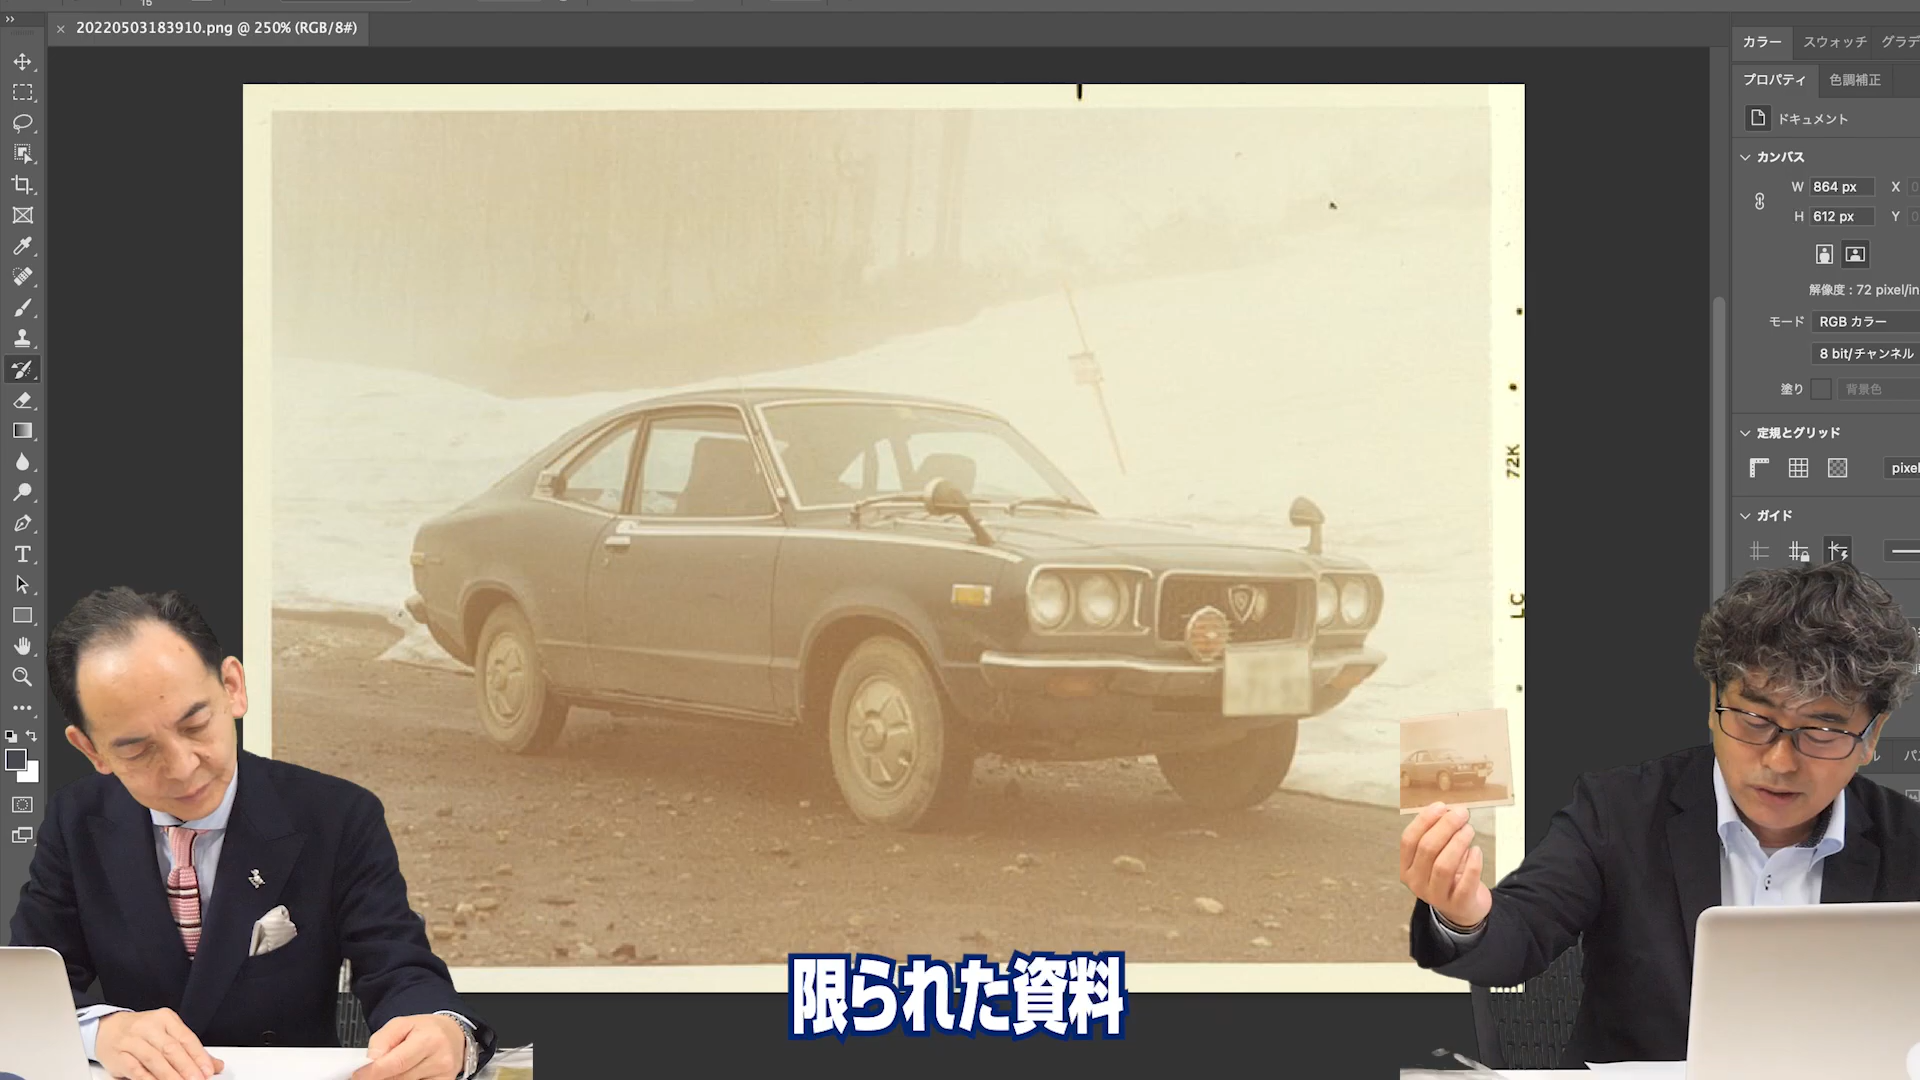 15
20220503183910.png @ 250% (RGB/8#)
カラー
スウォッチ
グラデ
プロパティ
色調補正
ドキュメント
カンバス
W 864 px X
H 612 px Y
解像度 : 72 pixel/in
モード RGB カラー
8 bit/チャンネル
塗り 背景色
定規とグリッド
pixel
ガイド
72K
LC
限られた資料